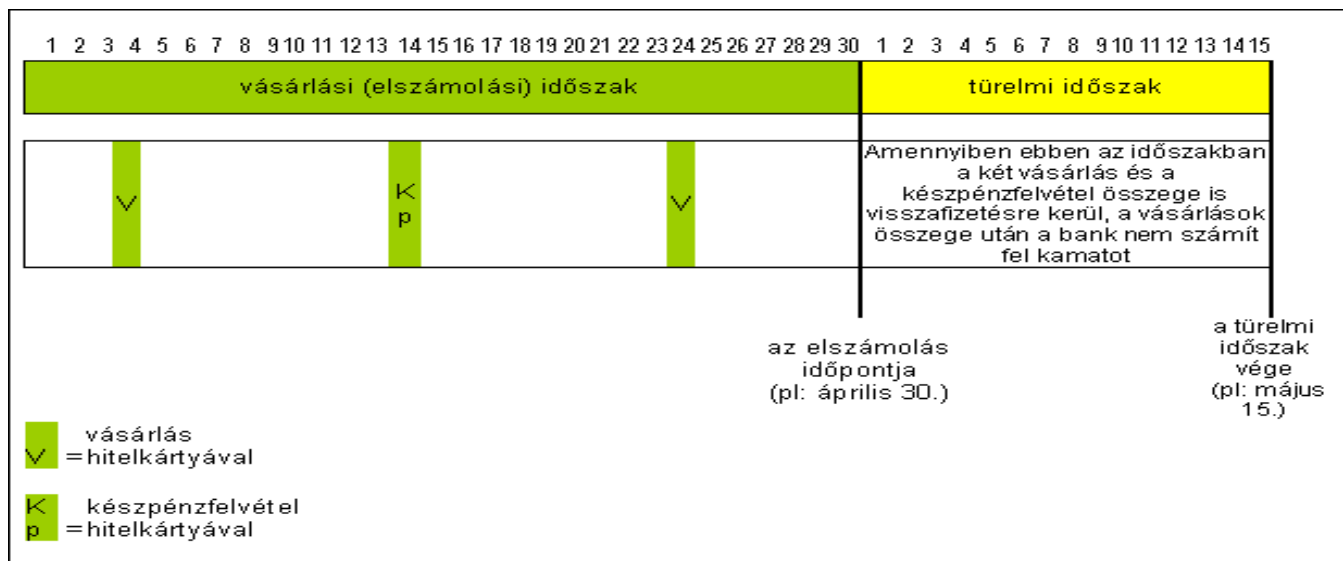 1 2 3 4 5 6 7 8 9 10 11 12 13 14 15 16 17 18 19 20 21 22 23 24 25 26 27 28 29 30 1 2 3 4 5 6 7 8 9 10 11 12 13 14 15
vásárlási (elszámolási) időszak
türelmi időszak
V
K
p
V
Amennyiben ebben az időszakban
a két vásárlás és a
készpénzfelvétel összege is
visszafizetésre kerül, a vásárlások
összege után a bank nem számít
fel kamatot
az elszámolás
időpontja
(pl: április 30.)
a türelmi
időszak
vége
(pl: május
15.)
vásárlás
V =hitelkártyával
K készpénzfelvétel
p =hitelkártyával